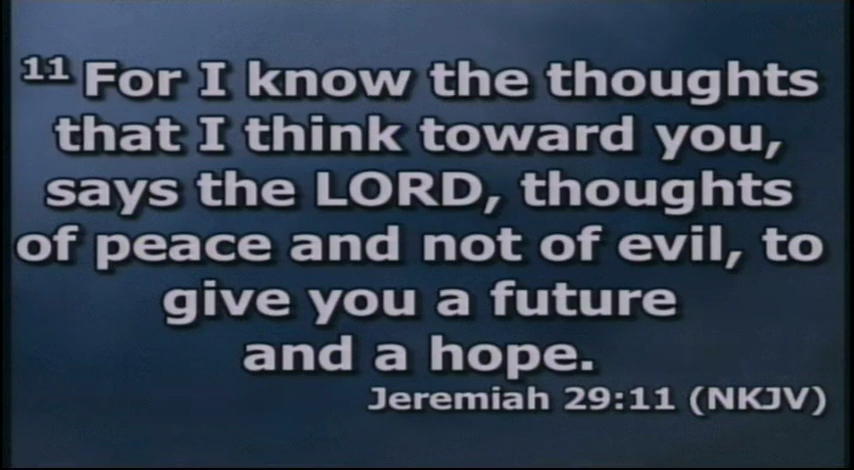 11 For I know the thoughts
that I think toward you,
says the LORD, thoughts
of peace and not of evil, to
give you a future
and a hope.
Jeremiah 29:11 (NKJV)